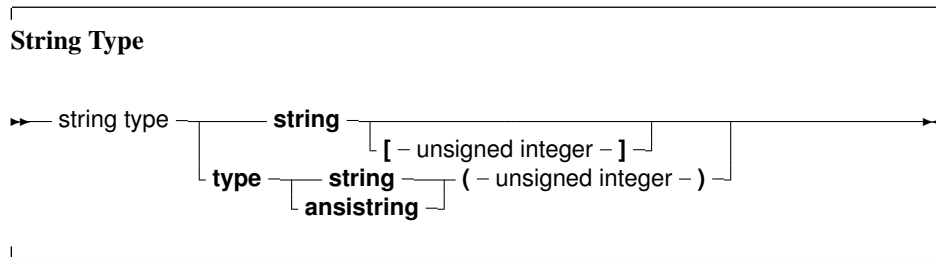 String Type
string type string
[ unsigned integer ]
type string ( unsigned integer )
ansistring